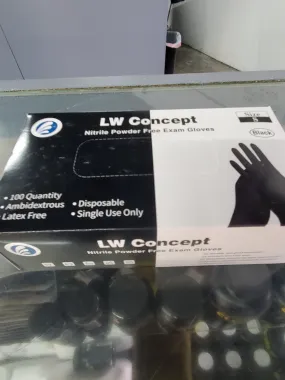 LW Concept
Nitrile Powder Free Exam Gloves
Size
Black
• 100 Quantity
• Ambidextrous
Latex Free
• Disposable
• Single Use Only
LW Concept
Nitrile Powder Free Exam Gloves